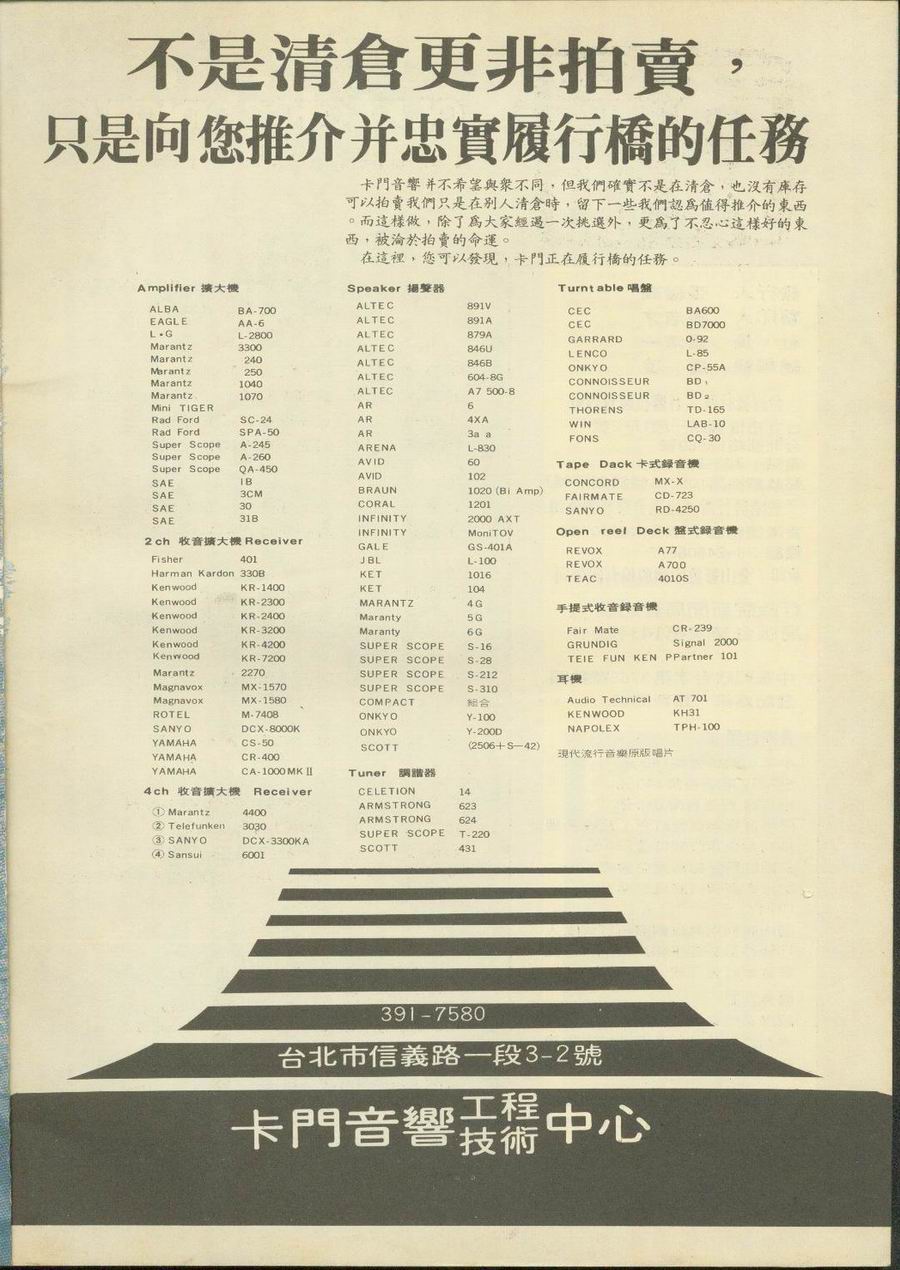 不是清倉更非拍賣，
只是向您推介并忠實履行橋的任務
卡門音響并不希望與衆不同，但我們確實不是在清倉，也沒有庫存
可以拍賣我們只是在別人清倉時，留下一些我們認爲值得推介的東西
。而這樣做，除了爲大家經過一次挑選外，更爲了不忍心這樣好的東
西，被淪於拍賣的命運。
在這裡，您可以發現，卡門正在履行橋的任務。
Amplifier 擴大機
ALBA BA-700
EAGLE AA-6
L•G L-2800
Marantz 3300
Marantz 240
Marantz 250
Marantz 1040
Marantz. 1070
Mini TIGER
Rad Ford SC-24
Rad Ford SPA-50
Super Scope A-245
Super Scope A-260
Super Scope QA-450
SAE IB
SAE 3CM
SAE 30
SAE 31B
2ch 收音擴大機 Receiver
Fisher 401
Harman Kardon 330B
Kenwood KR-1400
Kenwood KR-2300
Kenwood KR-2400
Kenwood KR-3200
Kenwood KR-4200
Kenwood KR-7200
Marantz 2270
Magnavox MX-1570
Magnavox MX-1580
ROTEL M-7408
SANYO DCX-8000K
YAMAHA CS-50
YAMAHA CR-400
YAMAHA CA-1000MKⅡ
4ch 收音擴大機 Receiver
① Marantz 4400
② Telefunken 3030
③ SANYO DCX-3300KA
④ Sansui 6001
Speaker 揚聲器
ALTEC 891V
ALTEC 891A
ALTEC 879A
ALTEC 846U
ALTEC 846B
ALTEC 604-8G
ALTEC A7 500-8
AR 6
AR 4XA
AR 3a a
ARENA L-830
AVID 60
AVID 102
BRAUN 1020 (Bi Amp)
CORAL 1201
INFINITY 2000 AXT
INFINITY MoniTOV
GALE GS-401A
JBL L-100
KET 1016
KET 104
MARANTZ 4G
Maranty 5G
Maranty 6G
SUPER SCOPE S-16
SUPER SCOPE S-28
SUPER SCOPE S-212
SUPER SCOPE S-310
COMPACT 組合
ONKYO Y-100
ONKYO Y-200D
SCOTT (2506+S—42)
Tuner 調諧器
CELETION 14
ARMSTRONG 623
ARMSTRONG 624
SUPER SCOPE T-220
SCOTT 431
Turntable 唱盤
CEC BA600
CEC BD7000
GARRARD 0-92
LENCO L-85
ONKYO CP-55A
CONNOISSEUR BD₁
CONNOISSEUR BD₂
THORENS TD-165
WIN LAB-10
FONS CQ-30
Tape Dack 卡式録音機
CONCORD MX-X
FAIRMATE CD-723
SANYO RD-4250
Open reel Deck 盤式録音機
REVOX A77
REVOX A700
TEAC 4010S
手提式收音録音機
Fair Mate CR-239
GRUNDIG Signal 2000
TEIE FUN KEN PPartner 101
耳機
Audio Technical AT 701
KENWOOD KH31
NAPOLEX TPH-100
現代流行音樂原版唱片
391-7580
台北市信義路一段3-2號
卡門音響工程技術中心